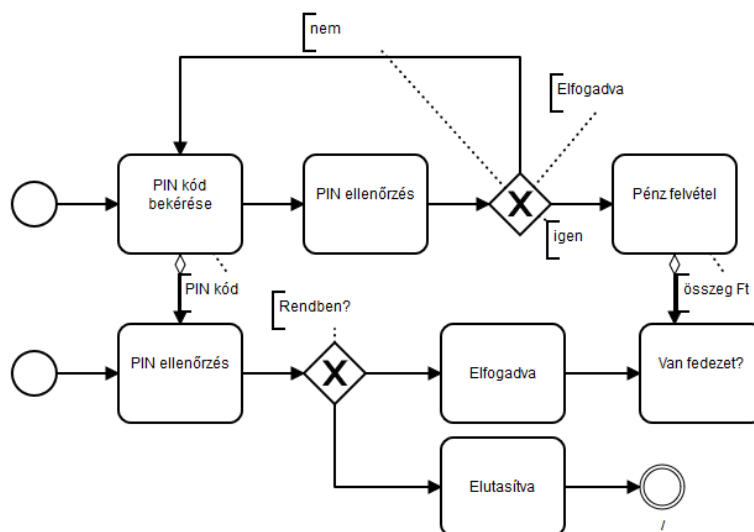 nem
Elfogadva
PIN kód
bekérése
PIN ellenőrzés
X
Pénz felvétel
igen
PIN kód
összeg Ft
Rendben?
PIN ellenőrzés
X
Elfogadva
Van fedezet?
Elutasítva
/